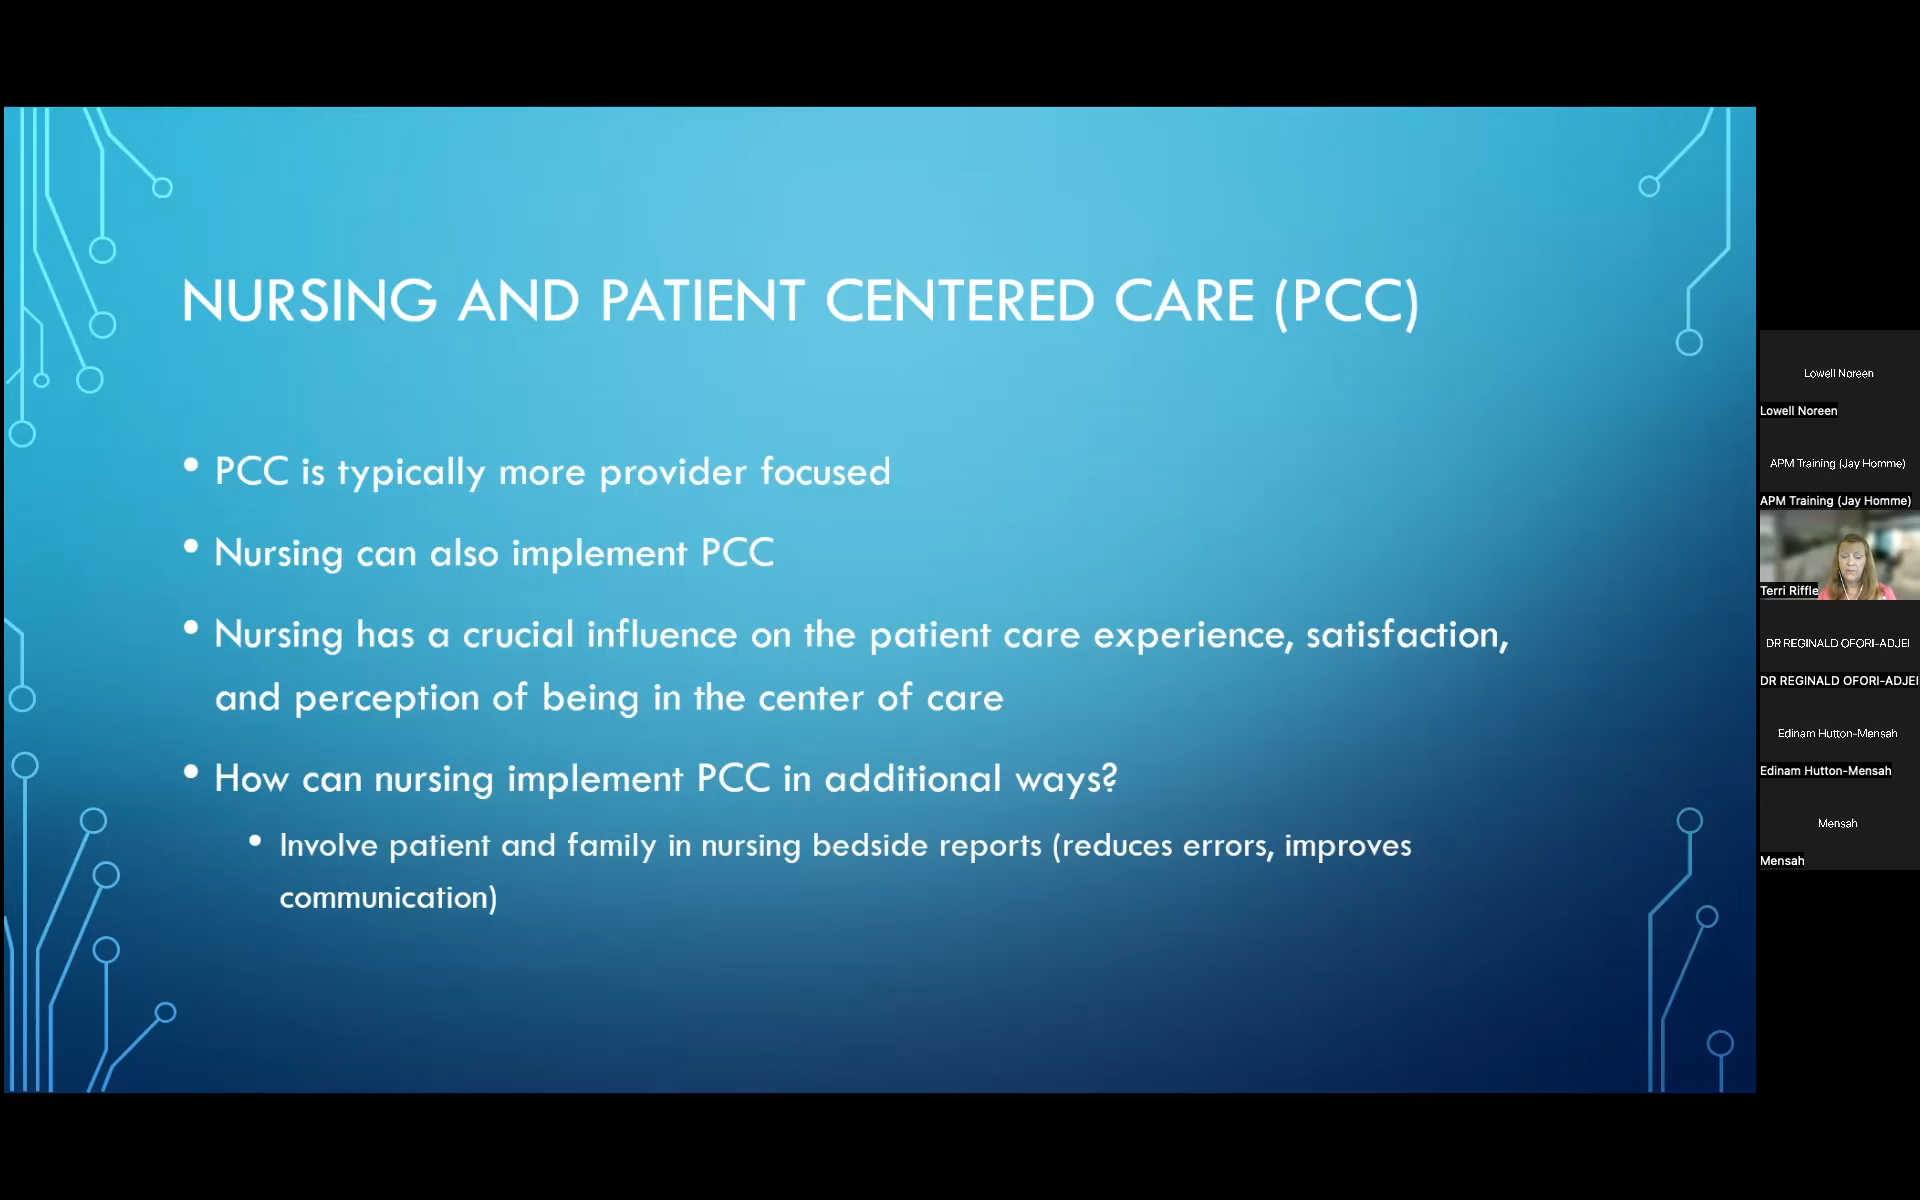 NURSING AND PATIENT CENTERED CARE (PCC)
• PCC is typically more provider focused
• Nursing can also implement PCC
• Nursing has a crucial influence on the patient care experience, satisfaction,
and perception of being in the center of care
• How can nursing implement PCC in additional ways?
• Involve patient and family in nursing bedside reports (reduces errors, improves
communication)
Lowell Noreen
Lowell Noreen
APM Training (Jay Homme)
APM Training (Jay Homme)
Terri Riffle
DR REGINALD OFORI-ADJEI
DR REGINALD OFORI-ADJEI
Edinam Hutton-Mensah
Edinam Hutton-Mensah
Mensah
Mensah